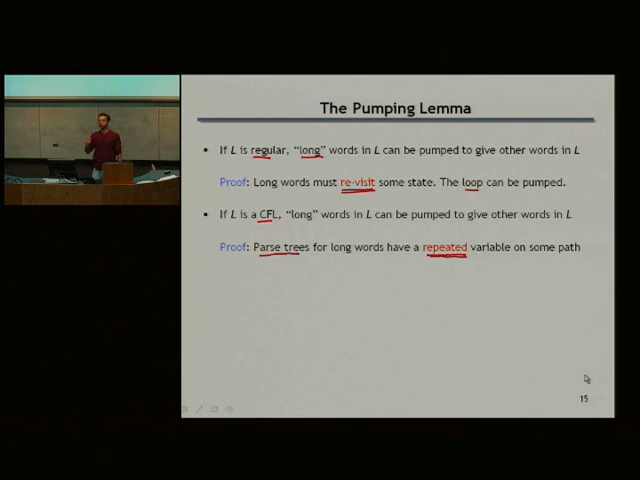 The Pumping Lemma
▪ If L is regular, “long” words in L can be pumped to give other words in L
Proof: Long words must re-visit some state. The loop can be pumped.
▪ If L is a CFL, “long” words in L can be pumped to give other words in L
Proof: Parse trees for long words have a repeated variable on some path
15